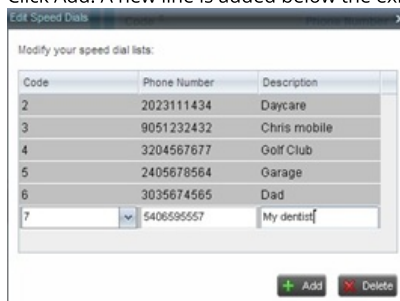 Click Add. A new line is added below the ex
Edit Speed Dials
Modify your speed dial lists:
Code Phone Number Description
2 2023111434 Daycare
3 9051232432 Chris mobile
4 3204567677 Golf Club
5 2405678564 Garage
6 3035674565 Dad
7 5406595557 My dentist
Add Delete